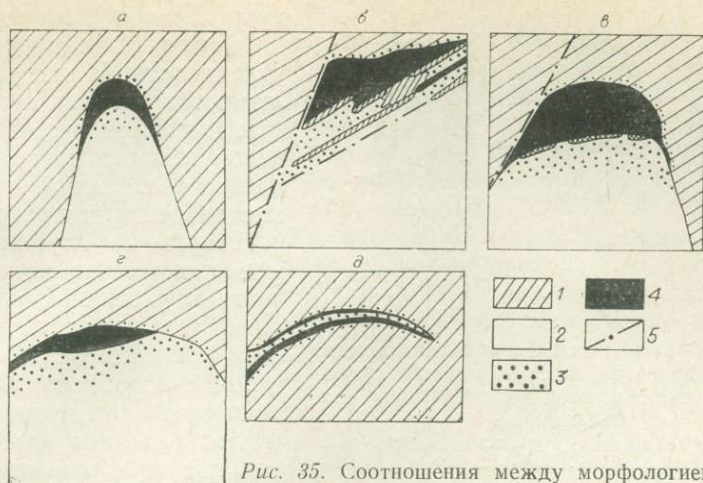 а
б
в
г
д
1
4
2
5
3
Рис. 35. Соотношения между морфологией